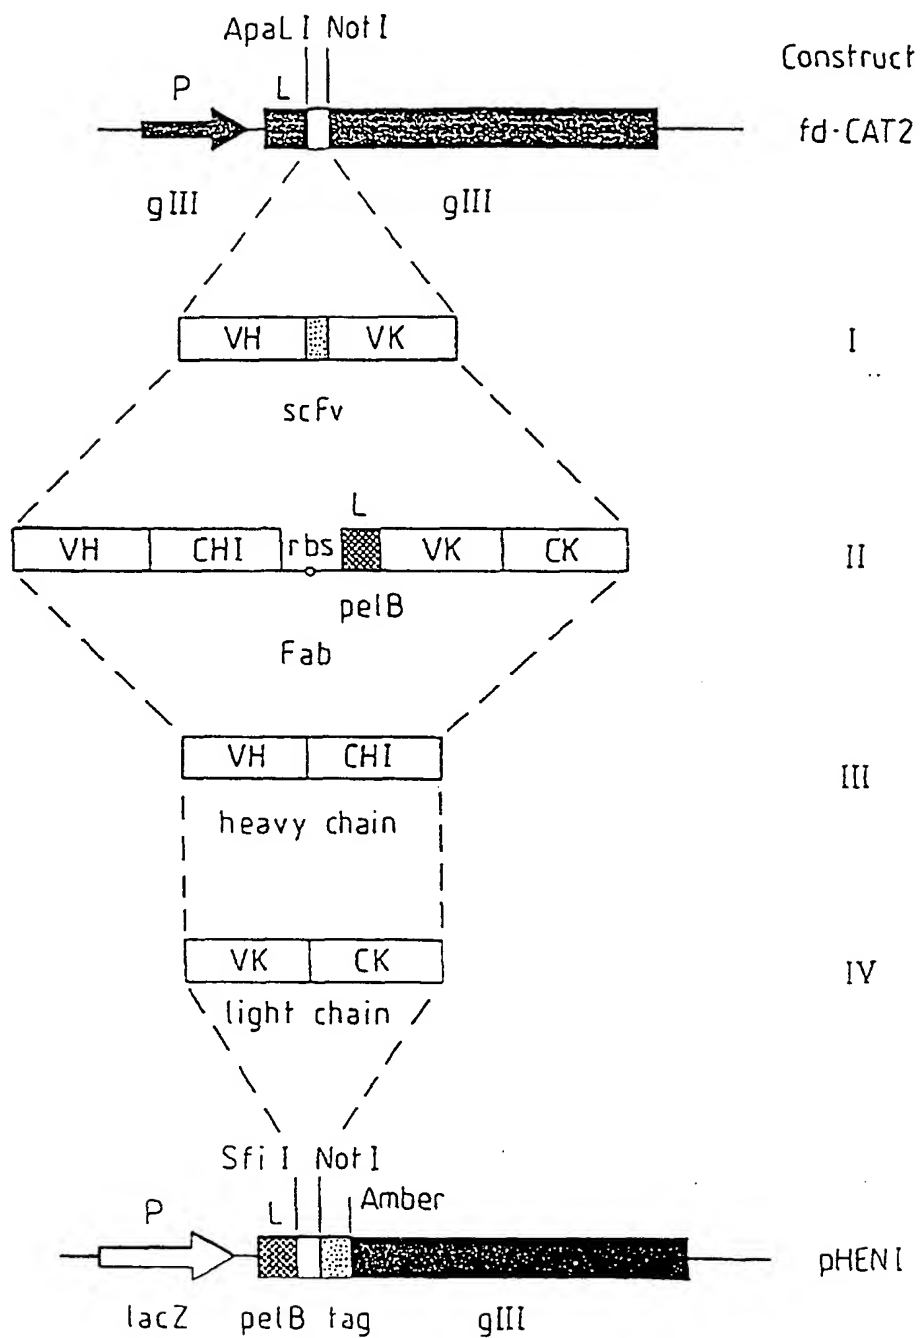 ApaL I Not I
Construct
P L
fd-CAT2
gIII gIII
VH VK I
scFv
L
VH CHI rbs VK CK II
pelB
Fab
VH CHI III
heavy chain
VK CK IV
light chain
Sfi I Not I
P L Amber
pHEN I
lacZ pelB tag gIII